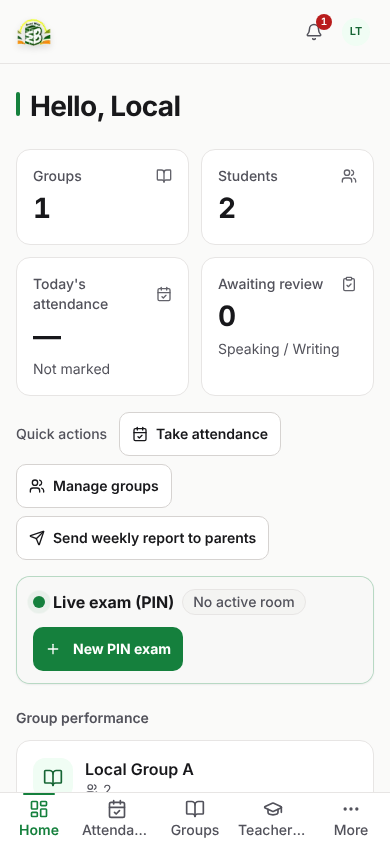 1
LT
Hello, Local
Groups
1
Students
2
Today's
attendance
—
Not marked
Awaiting review
0
Speaking / Writing
Quick actions
Take attendance
Manage groups
Send weekly report to parents
Live exam (PIN)
No active room
+ New PIN exam
Group performance
Local Group A
2
Home
Attenda...
Groups
Teacher...
More